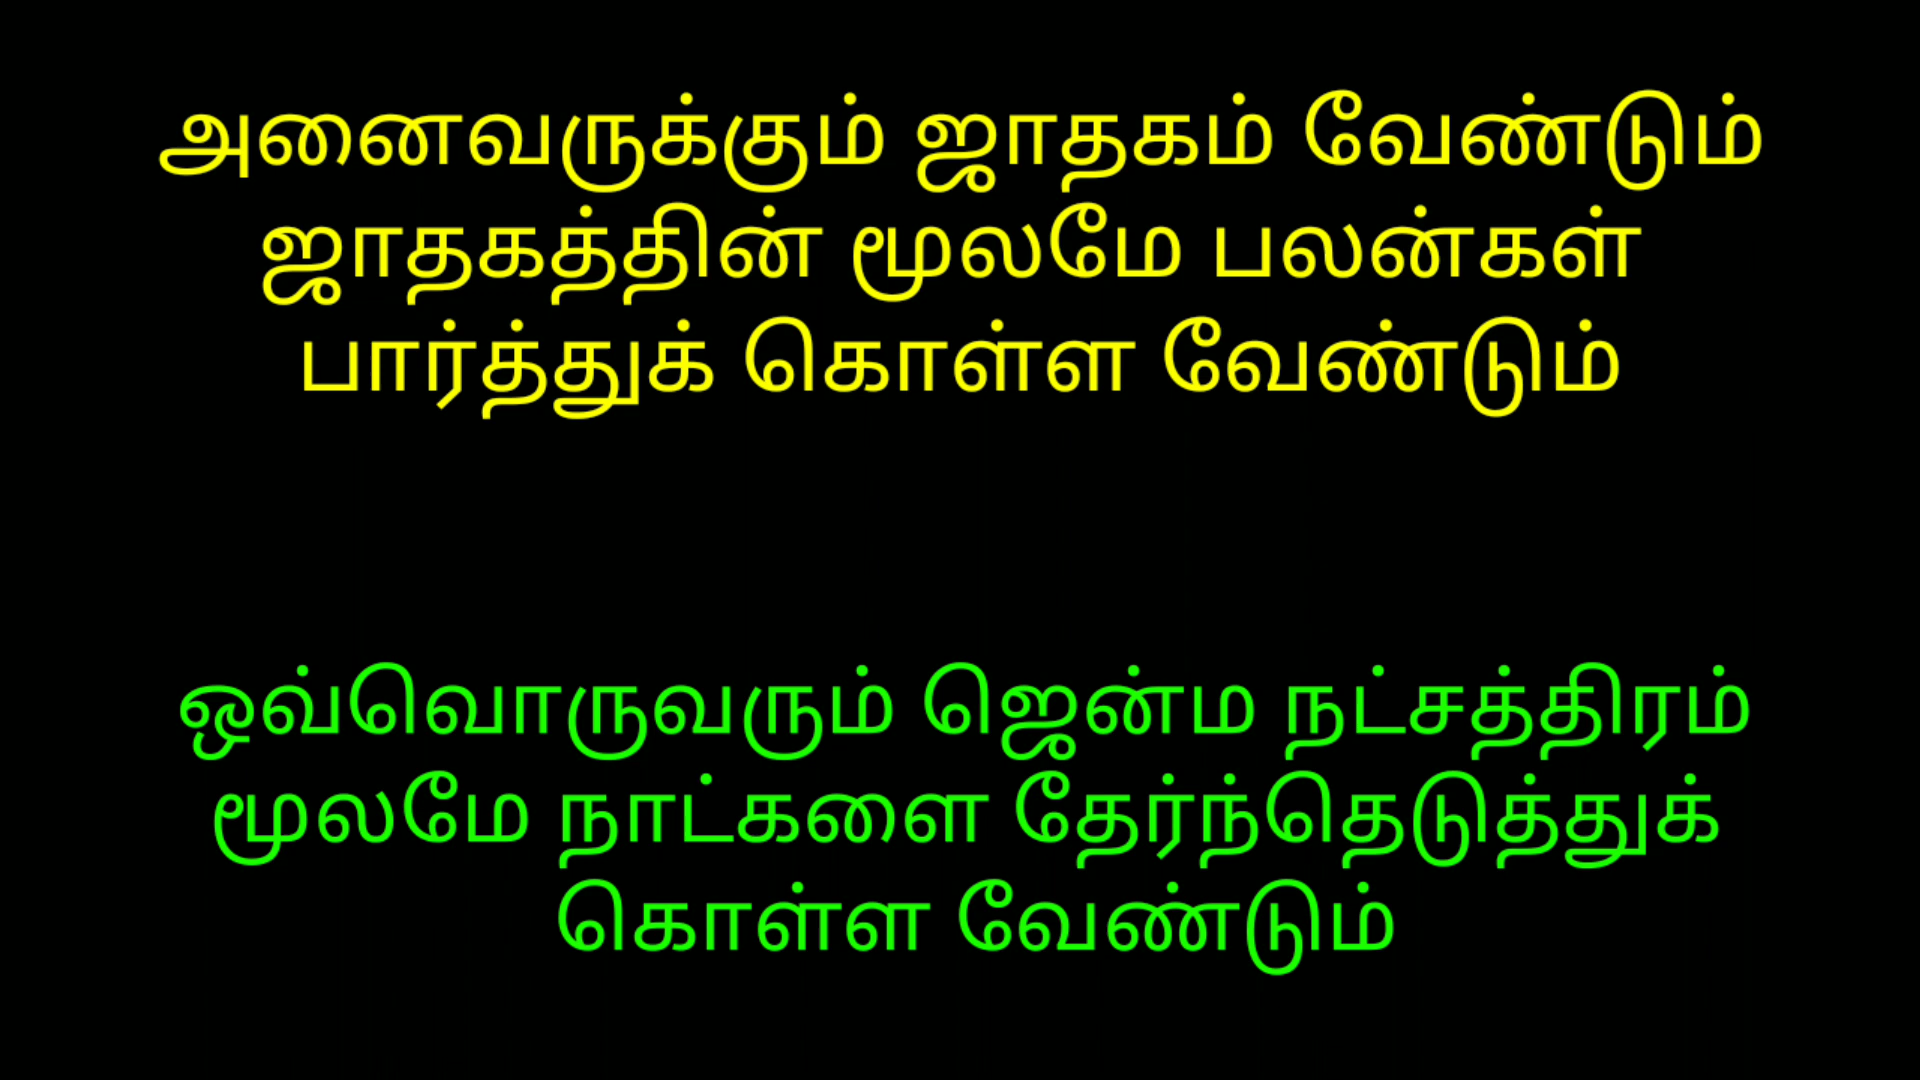 அனைவருக்கும் ஜாதகம் வேண்டும்
ஜாதகத்தின் மூலமே பலன்கள்
பார்த்துக் கொள்ள வேண்டும்
ஒவ்வொருவரும் ஜென்ம நட்சத்திரம்
மூலமே நாட்களை தேர்ந்தெடுத்துக்
கொள்ள வேண்டும்